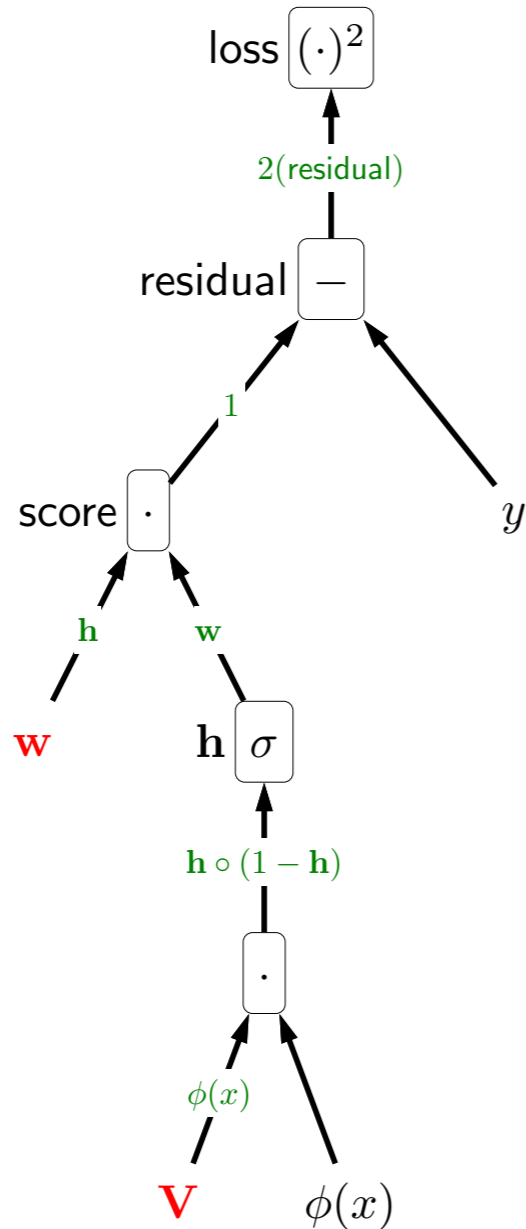 loss (·)²
2(residual)
residual −
1
score ·
y
h w
w
h σ
h ∘ (1 − h)
·
ϕ(x)
V ϕ(x)